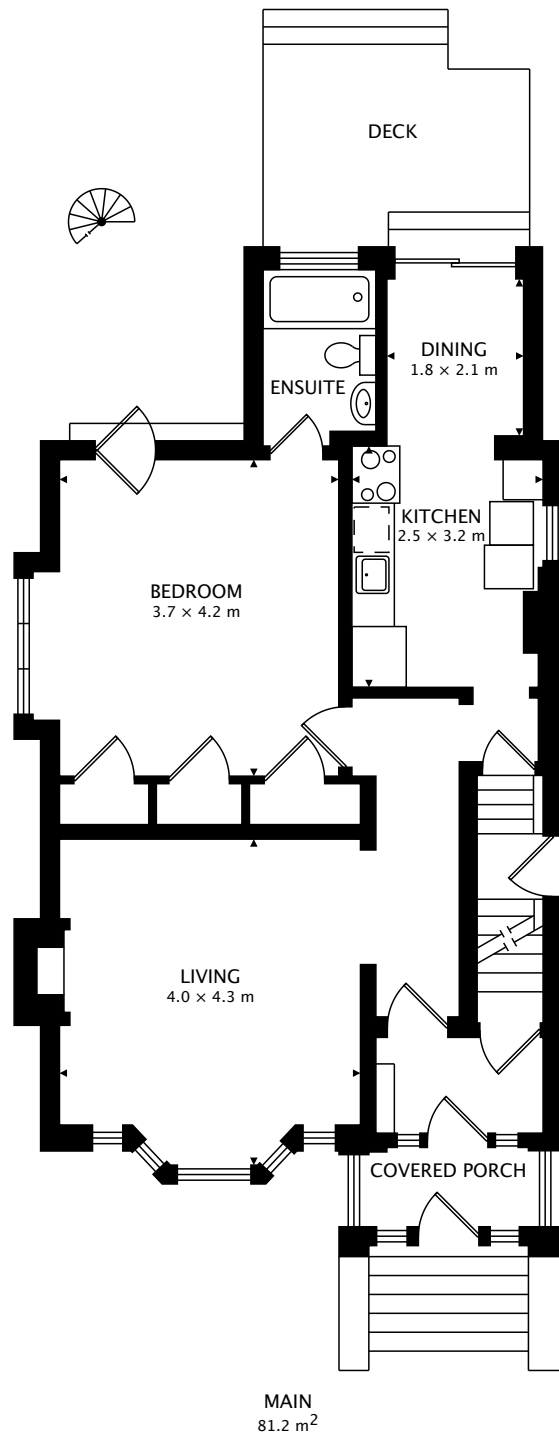 DECK
DINING
1.8 × 2.1 m
ENSUITE
KITCHEN
2.5 × 3.2 m
BEDROOM
3.7 × 4.2 m
LIVING
4.0 × 4.3 m
COVERED PORCH
MAIN
81.2 m²